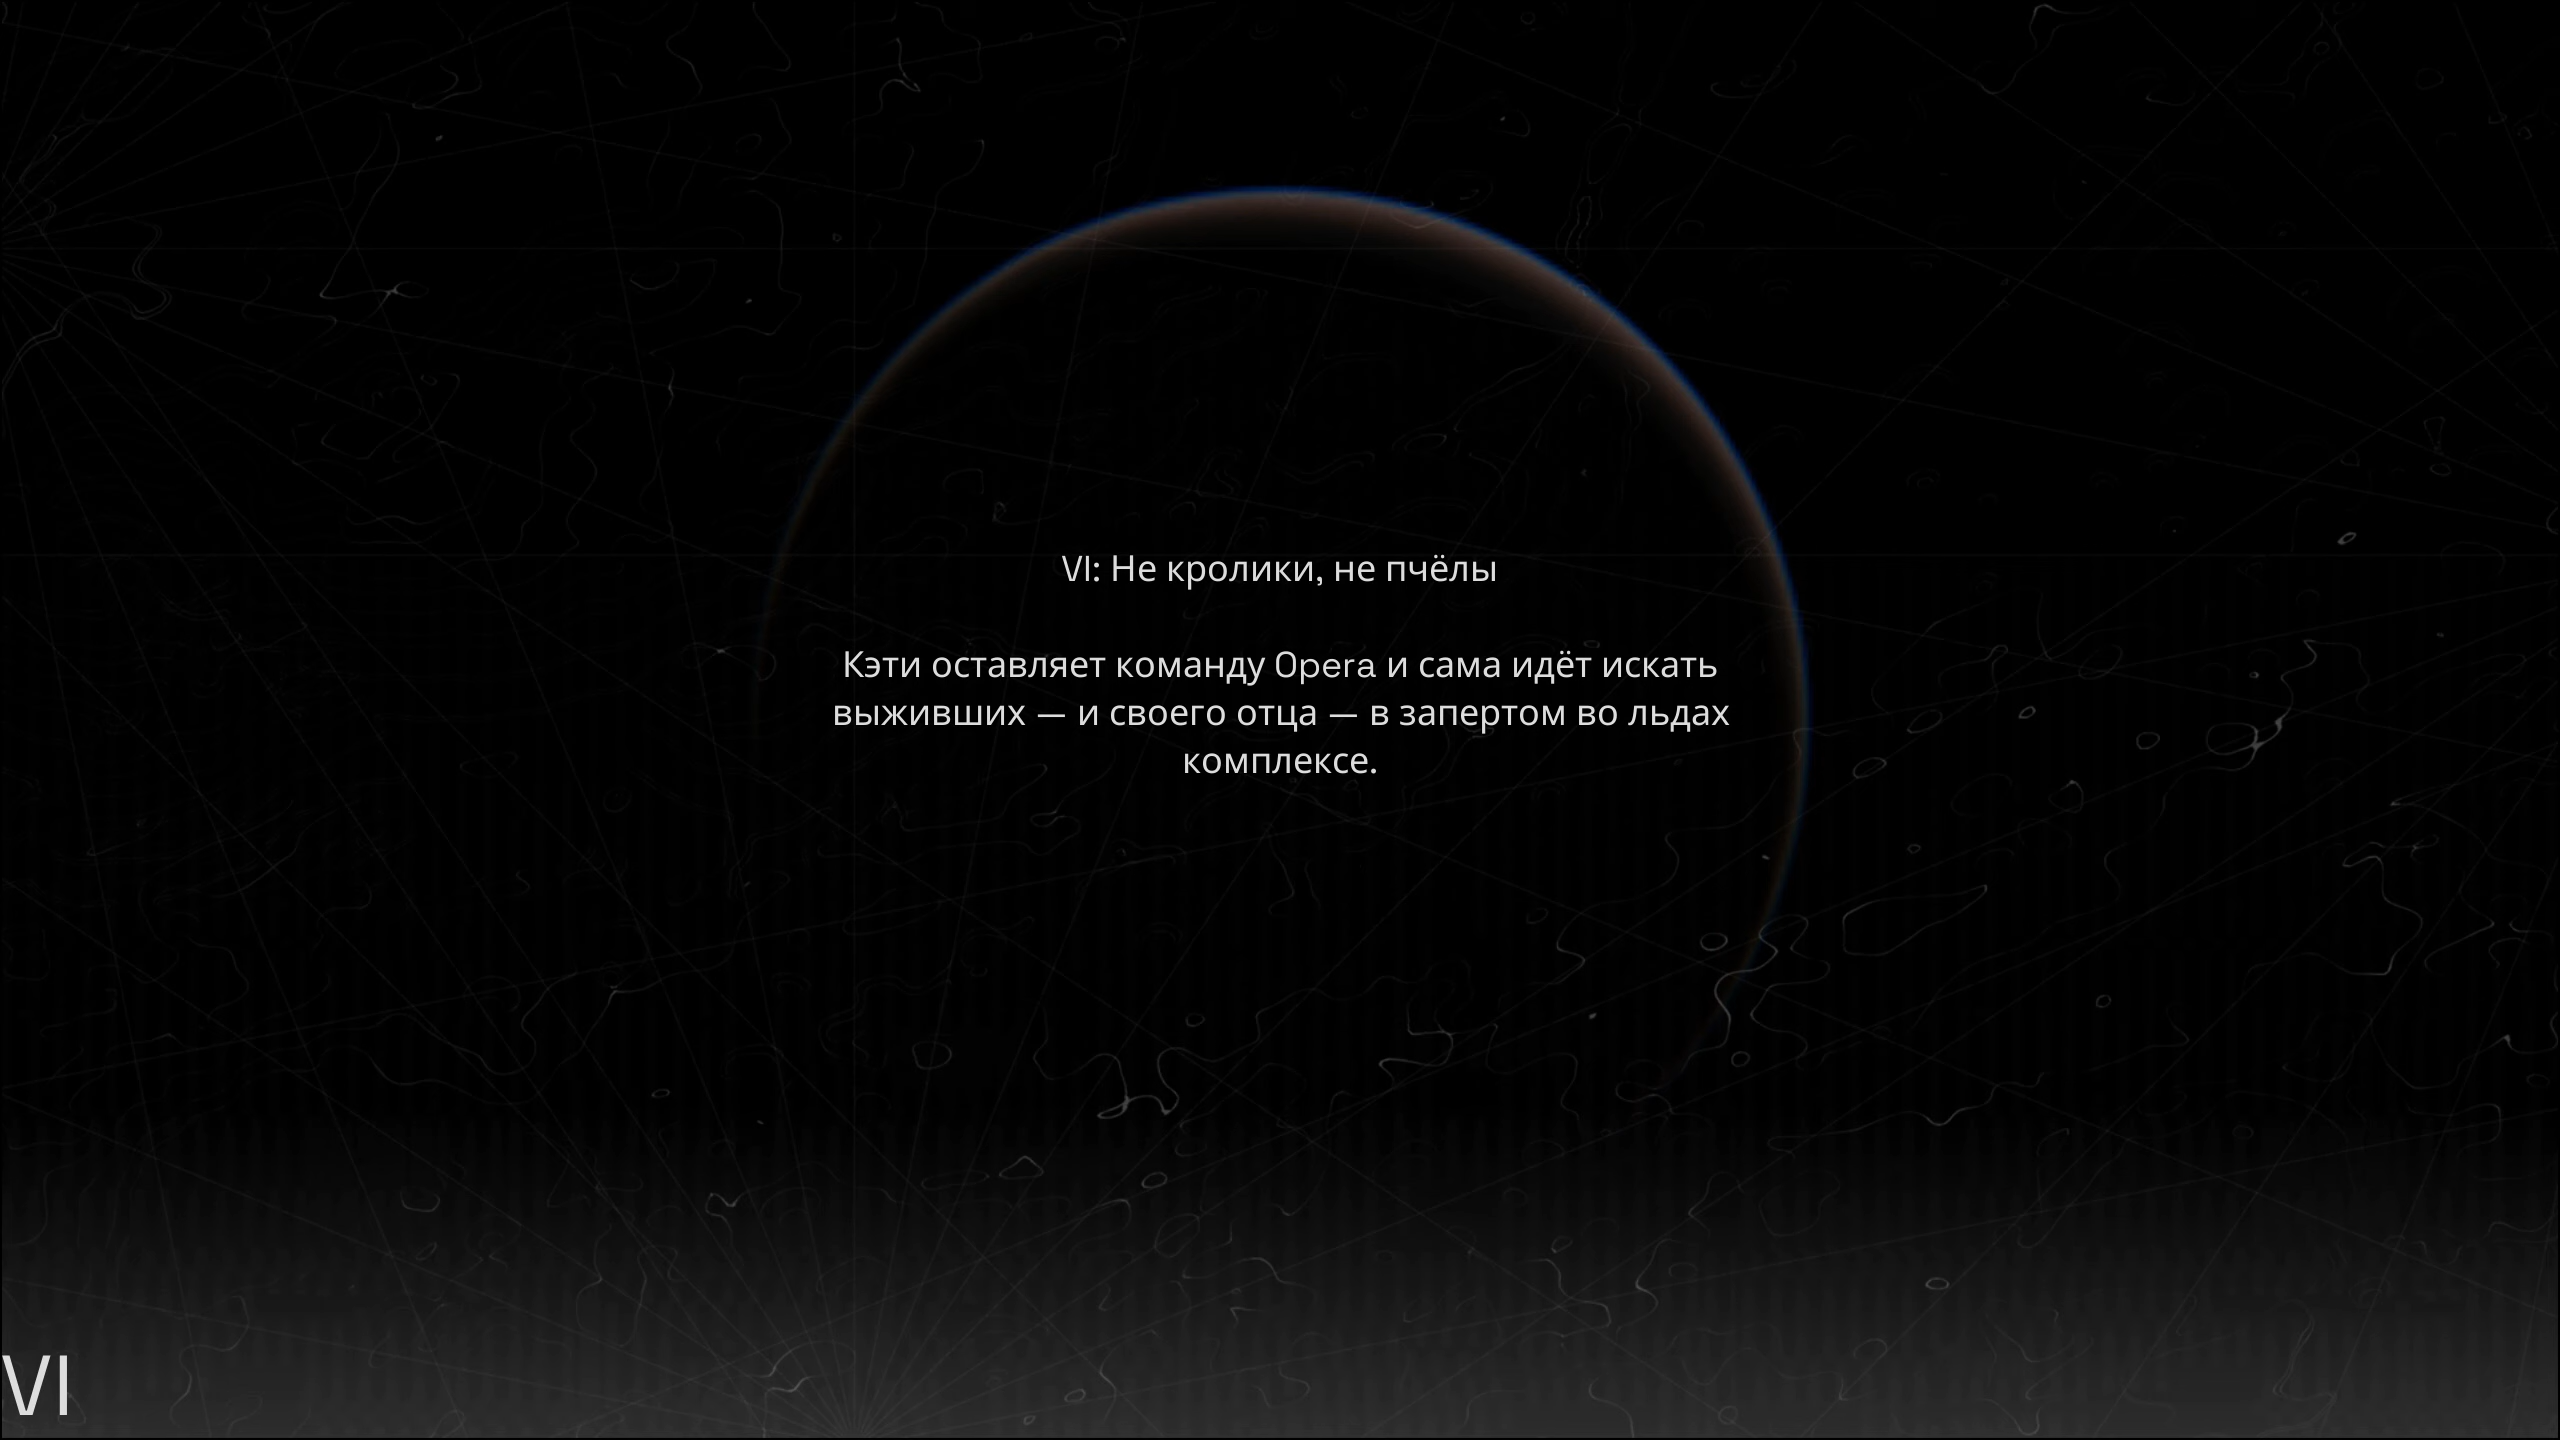 VI: Не кролики, не пчёлы
Кэти оставляет команду Opera и сама идёт искать
выживших — и своего отца — в запертом во льдах
комплексе.
VI